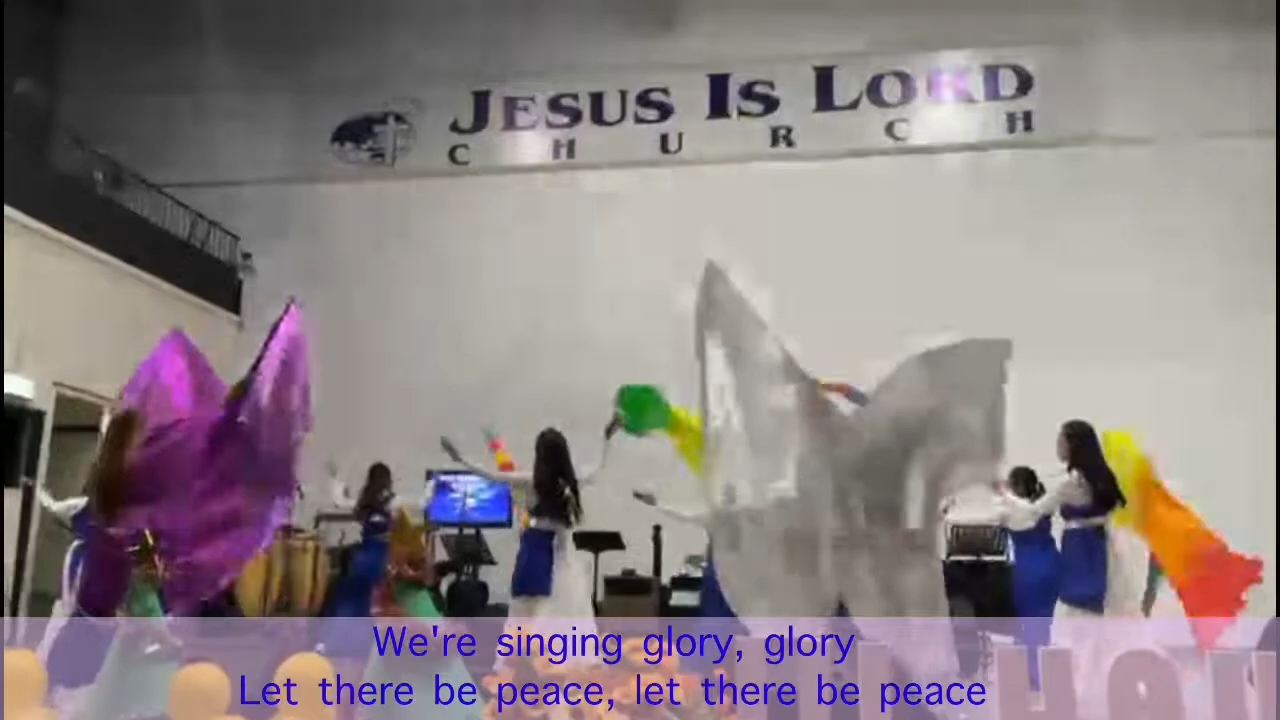 JESUS IS LORD
CHURCH
We're singing glory, glory
Let there be peace, let there be peace